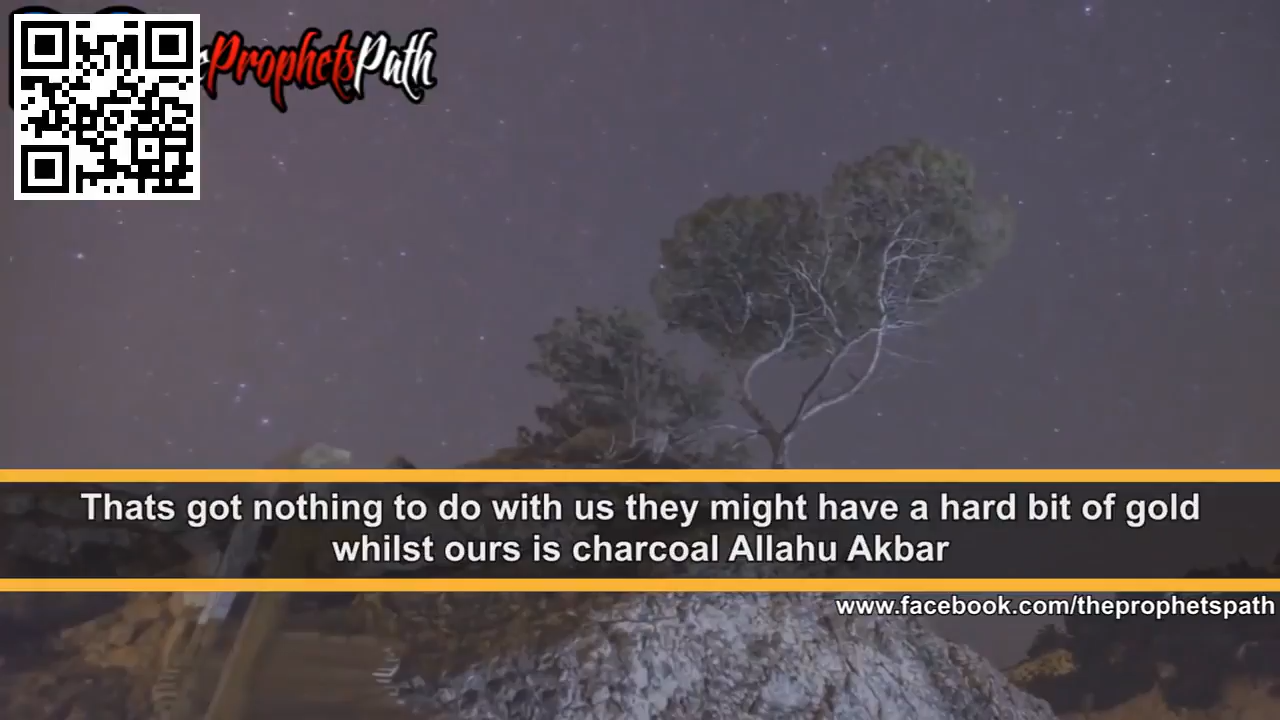 ProphetsPath
Thats got nothing to do with us they might have a hard bit of gold
whilst ours is charcoal Allahu Akbar
www.facebook.com/theprophetspath